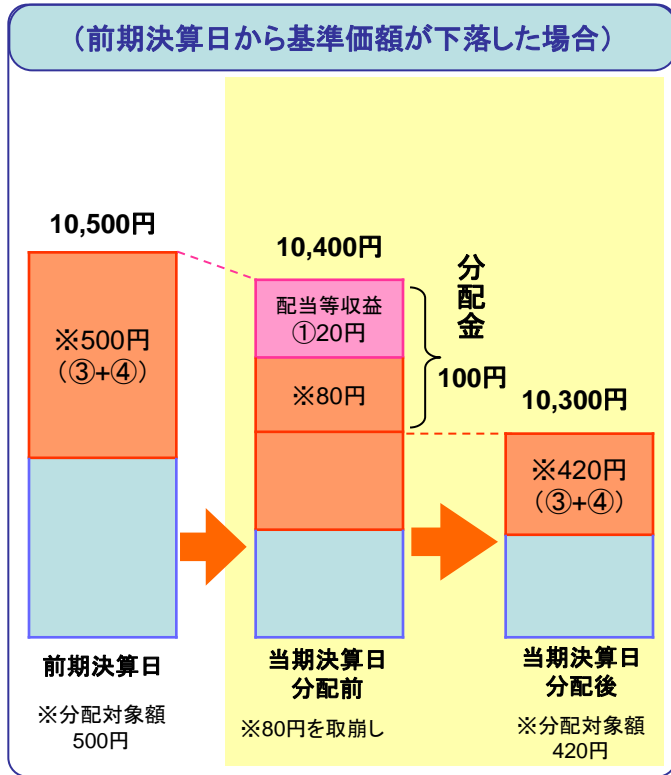 (前期決算日から基準価額が下落した場合)
10,500円
※500円
(③+④)
前期決算日
※分配対象額
500円
10,400円
配当等収益
①20円
※80円
分配金
100円
当期決算日
分配前
※80円を取崩し
10,300円
※420円
(③+④)
当期決算日
分配後
※分配対象額
420円